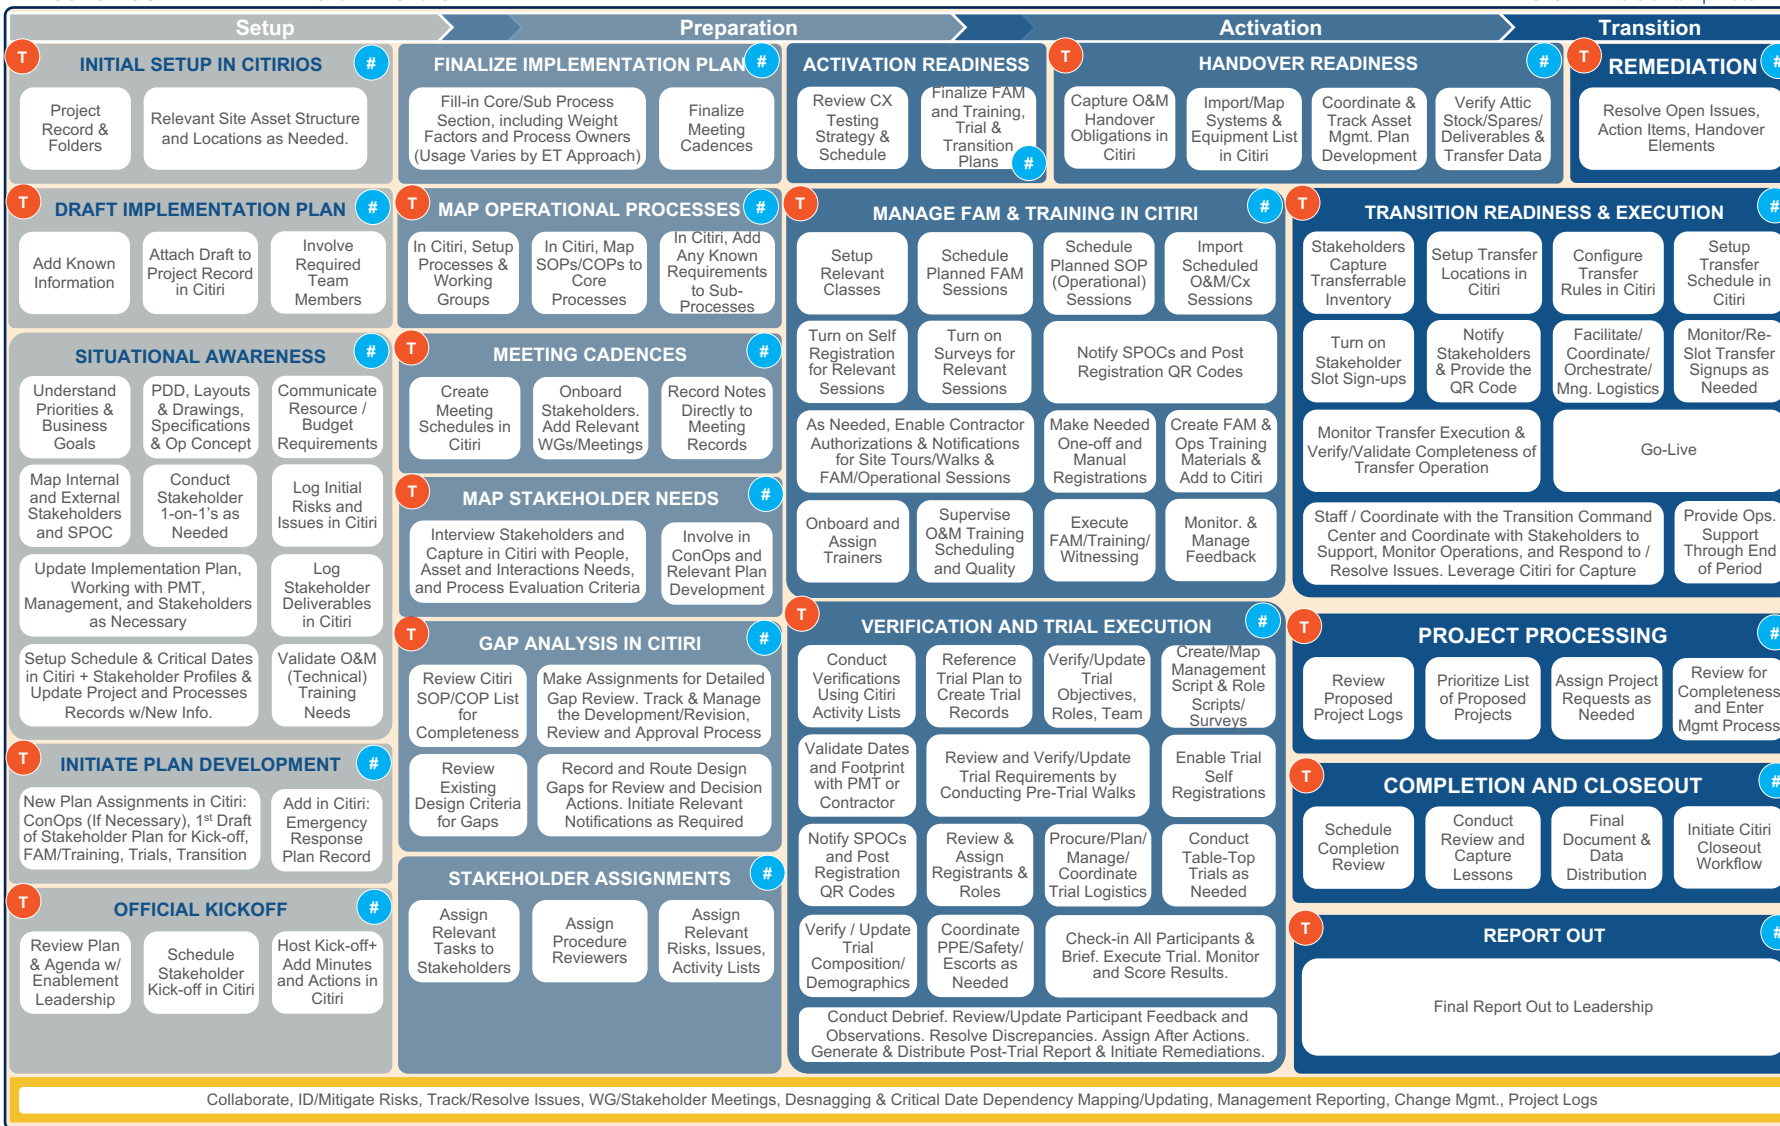 Setup
Preparation
Activation
Transition
T
INITIAL SETUP IN CITIRIOS
#
Project
Record &
Folders
Relevant Site Asset Structure
and Locations as Needed.
T
DRAFT IMPLEMENTATION PLAN
#
Add Known
Information
Attach Draft to
Project Record
in Citiri
Involve
Required
Team
Members
SITUATIONAL AWARENESS
#
Understand
Priorities &
Business
Goals
PDD, Layouts
& Drawings,
Specifications
& Op Concept
Communicate
Resource /
Budget
Requirements
Map Internal
and External
Stakeholders
and SPOC
Conduct
Stakeholder
1-on-1's as
Needed
Log Initial
Risks and
Issues in Citiri
Update Implementation Plan,
Working with PMT,
Management, and Stakeholders
as Necessary
Log
Stakeholder
Deliverables
in Citiri
Setup Schedule & Critical Dates
in Citiri + Stakeholder Profiles &
Update Project and Processes
Records w/New Info.
Validate O&M
(Technical)
Training
Needs
T
INITIATE PLAN DEVELOPMENT
#
New Plan Assignments in Citiri:
ConOps (If Necessary), 1st Draft
of Stakeholder Plan for Kick-off,
FAM/Training, Trials, Transition
Add in Citiri:
Emergency
Response
Plan Record
T
OFFICIAL KICKOFF
#
Review Plan
& Agenda w/
Enablement
Leadership
Schedule
Stakeholder
Kick-off in Citiri
Host Kick-off+
Add Minutes
and Actions in
Citiri
FINALIZE IMPLEMENTATION PLAN
#
Fill-in Core/Sub Process
Section, including Weight
Factors and Process Owners
(Usage Varies by ET Approach)
Finalize
Meeting
Cadences
T
MAP OPERATIONAL PROCESSES
#
In Citiri, Setup
Processes &
Working
Groups
In Citiri, Map
SOPs/COPs to
Core
Processes
In Citiri, Add
Any Known
Requirements
to Sub-
Processes
T
MEETING CADENCES
#
Create
Meeting
Schedules in
Citiri
Onboard
Stakeholders.
Add Relevant
WGs/Meetings
Record Notes
Directly to
Meeting
Records
T
MAP STAKEHOLDER NEEDS
#
Interview Stakeholders and
Capture in Citiri with People,
Asset and Interactions Needs,
and Process Evaluation Criteria
Involve in
ConOps and
Relevant Plan
Development
T
GAP ANALYSIS IN CITIRI
#
Review Citiri
SOP/COP List
for
Completeness
Make Assignments for Detailed
Gap Review. Track & Manage
the Development/Revision,
Review and Approval Process
Review
Existing
Design Criteria
for Gaps
Record and Route Design
Gaps for Review and Decision
Actions. Initiate Relevant
Notifications as Required
STAKEHOLDER ASSIGNMENTS
#
Assign
Relevant
Tasks to
Stakeholders
Assign
Procedure
Reviewers
Assign
Relevant
Risks, Issues,
Activity Lists
ACTIVATION READINESS
Review CX
Testing
Strategy &
Schedule
Finalize FAM
and Training,
Trial &
Transition
Plans
#
T
HANDOVER READINESS
#
Capture O&M
Handover
Obligations in
Citiri
Import/Map
Systems &
Equipment List
in Citiri
Coordinate &
Track Asset
Mgmt. Plan
Development
Verify Attic
Stock/Spares/
Deliverables &
Transfer Data
T
MANAGE FAM & TRAINING IN CITIRI
#
Setup
Relevant
Classes
Schedule
Planned FAM
Sessions
Schedule
Planned SOP
(Operational)
Sessions
Import
Scheduled
O&M/Cx
Sessions
Turn on Self
Registration
for Relevant
Sessions
Turn on
Surveys for
Relevant
Sessions
Notify SPOCs and Post
Registration QR Codes
As Needed, Enable Contractor
Authorizations & Notifications
for Site Tours/Walks &
FAM/Operational Sessions
Make Needed
One-off and
Manual
Registrations
Create FAM &
Ops Training
Materials &
Add to Citiri
Onboard and
Assign
Trainers
Supervise
O&M Training
Scheduling
and Quality
Execute
FAM/Training/
Witnessing
Monitor. &
Manage
Feedback
T
VERIFICATION AND TRIAL EXECUTION
#
Conduct
Verifications
Using Citiri
Activity Lists
Reference
Trial Plan to
Create Trial
Records
Verify/Update
Trial
Objectives,
Roles, Team
Create/Map
Management
Script & Role
Scripts/
Surveys
Validate Dates
and Footprint
with PMT or
Contractor
Review and Verify/Update
Trial Requirements by
Conducting Pre-Trial Walks
Enable Trial
Self
Registrations
Notify SPOCs
and Post
Registration
QR Codes
Review &
Assign
Registrants &
Roles
Procure/Plan/
Manage/
Coordinate
Trial Logistics
Conduct
Table-Top
Trials as
Needed
Verify / Update
Trial
Composition/
Demographics
Coordinate
PPE/Safety/
Escorts as
Needed
Check-in All Participants &
Brief. Execute Trial. Monitor
and Score Results.
Conduct Debrief. Review/Update Participant Feedback and
Observations. Resolve Discrepancies. Assign After Actions.
Generate & Distribute Post-Trial Report & Initiate Remediations.
T
REMEDIATION
#
Resolve Open Issues,
Action Items, Handover
Elements
T
TRANSITION READINESS & EXECUTION
Stakeholders
Capture
Transferrable
Inventory
Setup Transfer
Locations in
Citiri
Configure
Transfer
Rules in Citiri
Setup
Transfer
Schedule in
Citiri
Turn on
Stakeholder
Slot Sign-ups
Notify
Stakeholders
& Provide the
QR Code
Facilitate/
Coordinate/
Orchestrate/
Mng. Logistics
Monitor/Re-
Slot Transfer
Signups as
Needed
Monitor Transfer Execution &
Verify/Validate Completeness of
Transfer Operation
Go-Live
Staff / Coordinate with the Transition Command
Center and Coordinate with Stakeholders to
Support, Monitor Operations, and Respond to /
Resolve Issues. Leverage Citiri for Capture
Provide Ops.
Support
Through End
of Period
#
T
PROJECT PROCESSING
#
Review
Proposed
Project Logs
Prioritize List
of Proposed
Projects
Assign Project
Requests as
Needed
Review for
Completeness
and Enter
Mgmt Process
T
COMPLETION AND CLOSEOUT
#
Schedule
Completion
Review
Conduct
Review and
Capture
Lessons
Final
Document &
Data
Distribution
Initiate Citiri
Closeout
Workflow
T
REPORT OUT
#
Final Report Out to Leadership
Collaborate, ID/Mitigate Risks, Track/Resolve Issues, WG/Stakeholder Meetings, Desnagging & Critical Date Dependency Mapping/Updating, Management Reporting, Change Mgmt., Project Logs